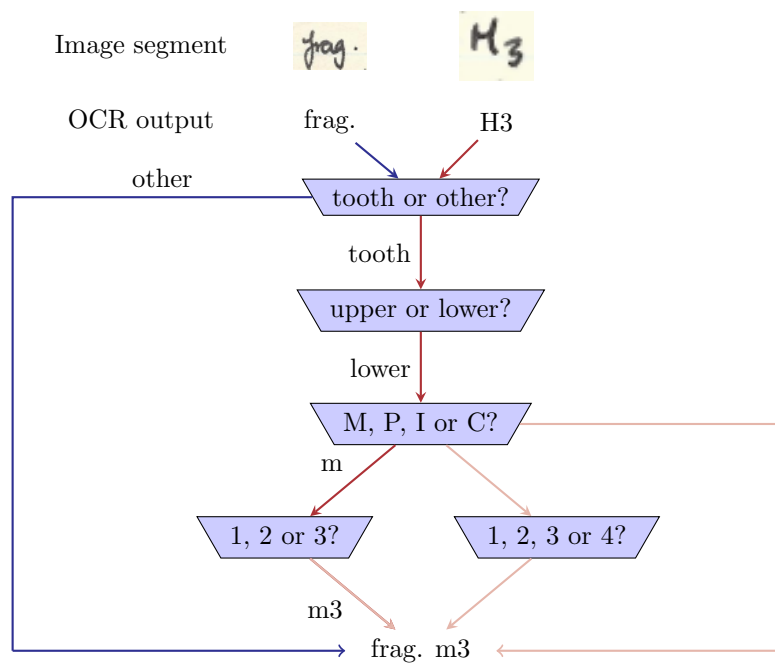 Image segment frag. M3
OCR output frag. H3
other
tooth or other?
tooth
upper or lower?
lower
M, P, I or C?
m
1, 2 or 3? 1, 2, 3 or 4?
m3
frag. m3